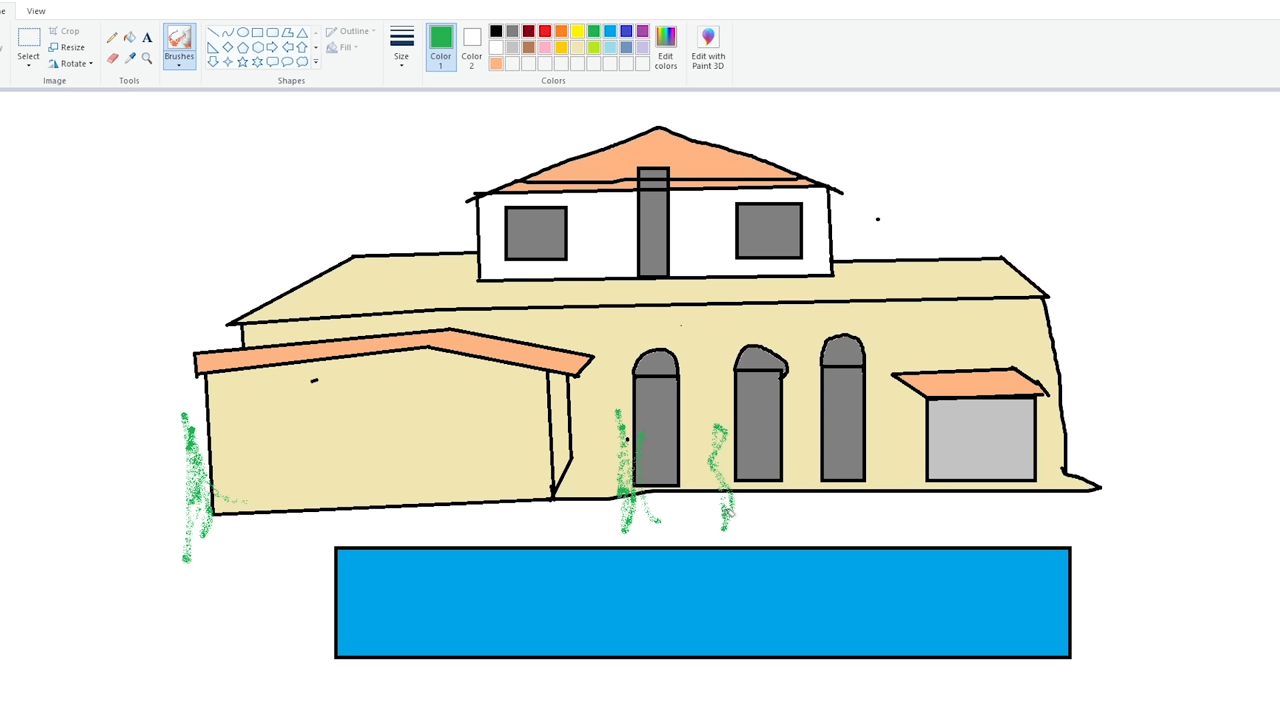 View
Select
Crop
Resize
Rotate
Image
Tools
Brushes
Outline
Fill
Shapes
Size
Color
1
Color
2
Edit
colors
Edit with
Paint 3D
Colors